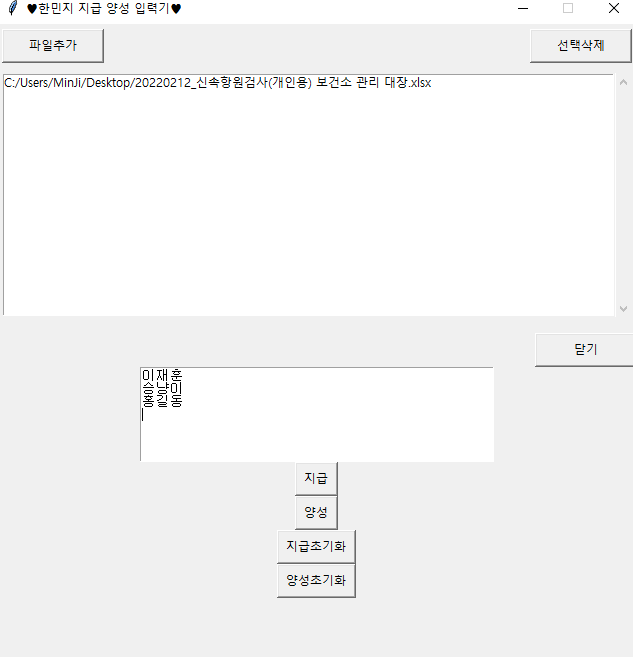 ♥한민지 지급 양성 입력기♥
파일추가
선택삭제
C:/Users/MinJi/Desktop/20220212_신속항원검사(개인용) 보건소 관리 대장.xlsx
닫기
이재훈
승냥이
홍길동
지급
양성
지급초기화
양성초기화